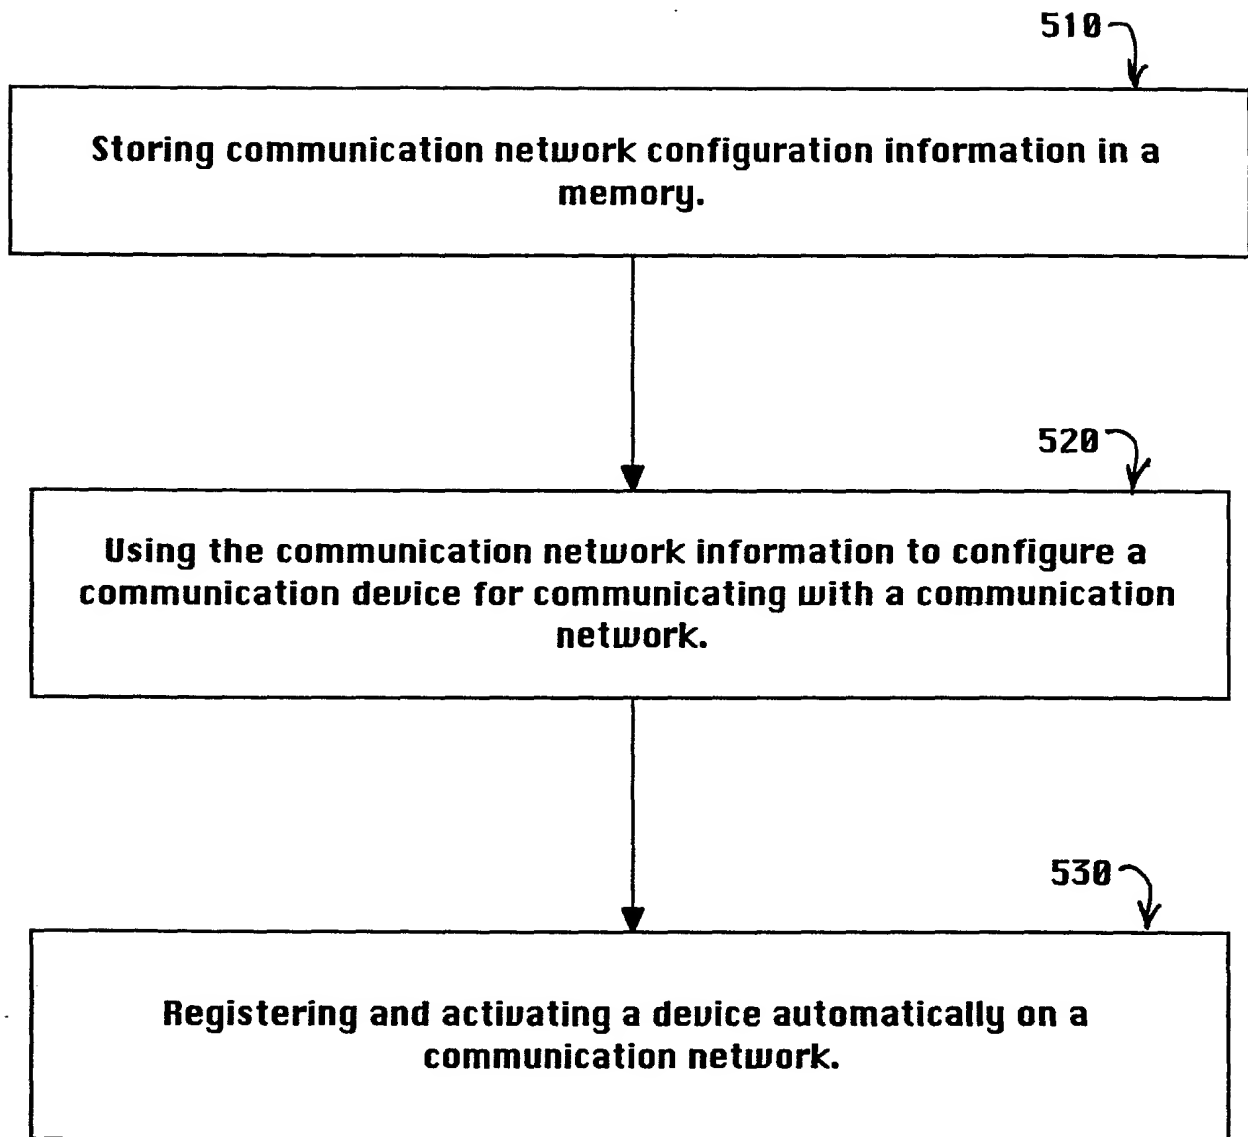 510
Storing communication network configuration information in a
memory.
520
Using the communication network information to configure a
communication device for communicating with a communication
network.
530
Registering and activating a device automatically on a
communication network.